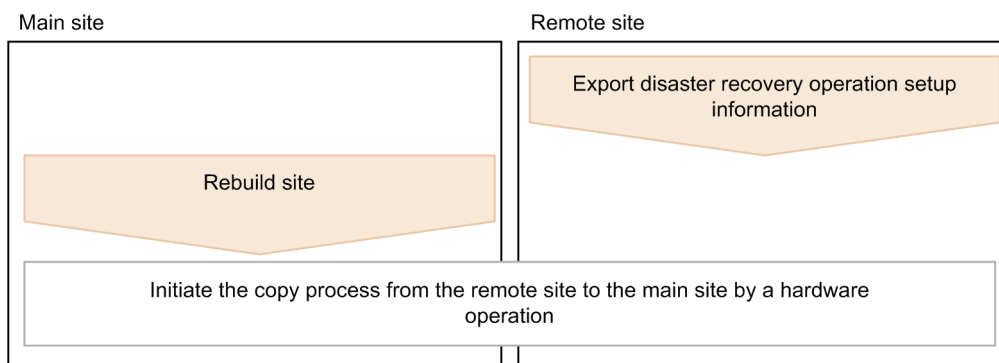 Main site
Remote site
Export disaster recovery operation setup
information
Rebuild site
Initiate the copy process from the remote site to the main site by a hardware
operation